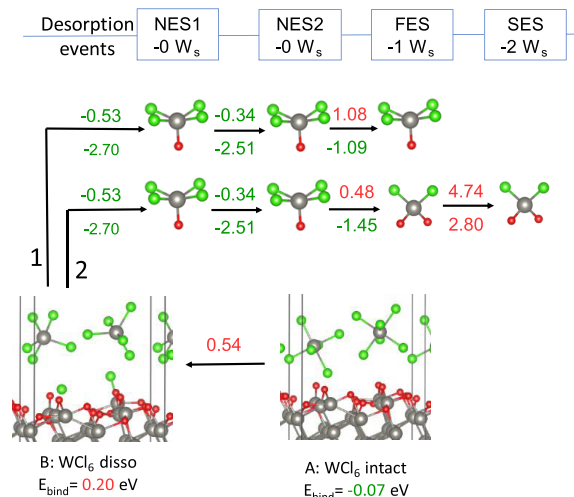 Desorption events
NES1 -0 Wₛ
NES2 -0 Wₛ
FES -1 Wₛ
SES -2 Wₛ
-0.53
-0.34
1.08
-2.70
-2.51
-1.09
-0.53
-0.34
0.48
4.74
-2.70
-2.51
-1.45
2.80
1
2
0.54
B: WCl₆ disso
E_bind= 0.20 eV
A: WCl₆ intact
E_bind= -0.07 eV